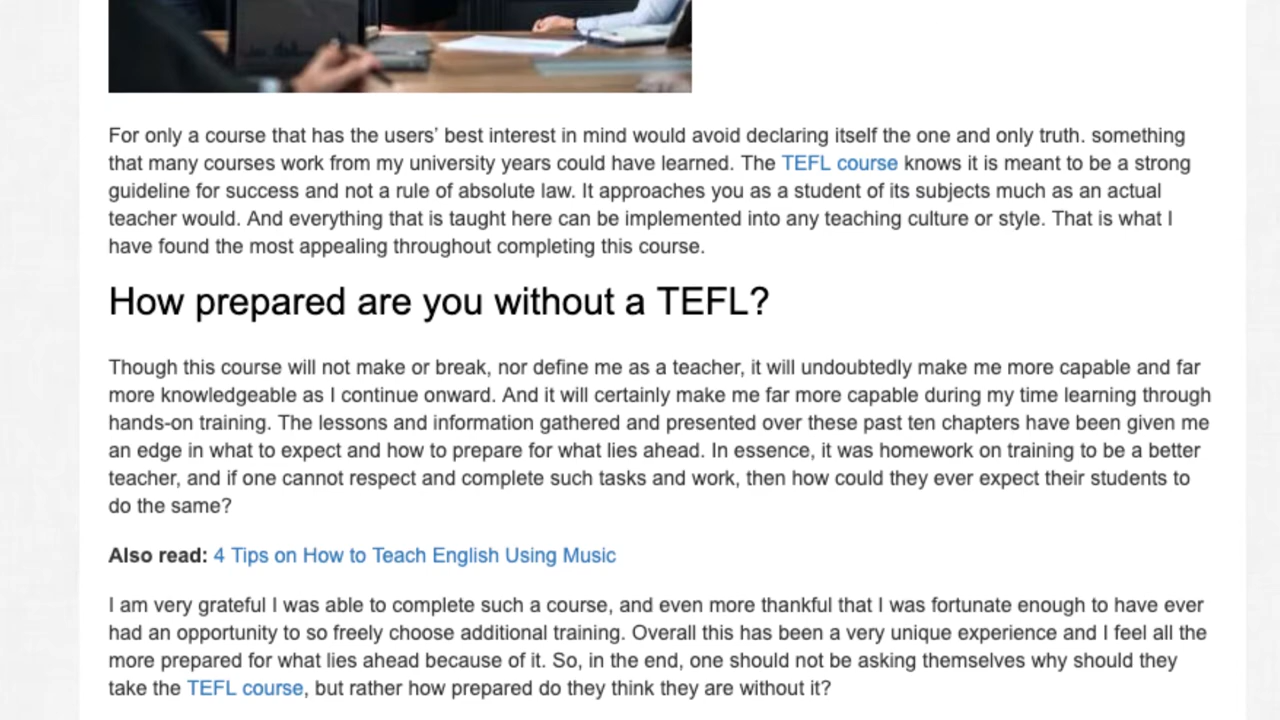 For only a course that has the users’ best interest in mind would avoid declaring itself the one and only truth. something
that many courses work from my university years could have learned. The TEFL course knows it is meant to be a strong
guideline for success and not a rule of absolute law. It approaches you as a student of its subjects much as an actual
teacher would. And everything that is taught here can be implemented into any teaching culture or style. That is what I
have found the most appealing throughout completing this course.
How prepared are you without a TEFL?
Though this course will not make or break, nor define me as a teacher, it will undoubtedly make me more capable and far
more knowledgeable as I continue onward. And it will certainly make me far more capable during my time learning through
hands-on training. The lessons and information gathered and presented over these past ten chapters have been given me
an edge in what to expect and how to prepare for what lies ahead. In essence, it was homework on training to be a better
teacher, and if one cannot respect and complete such tasks and work, then how could they ever expect their students to
do the same?
Also read: 4 Tips on How to Teach English Using Music
I am very grateful I was able to complete such a course, and even more thankful that I was fortunate enough to have ever
had an opportunity to so freely choose additional training. Overall this has been a very unique experience and I feel all the
more prepared for what lies ahead because of it. So, in the end, one should not be asking themselves why should they
take the TEFL course, but rather how prepared do they think they are without it?